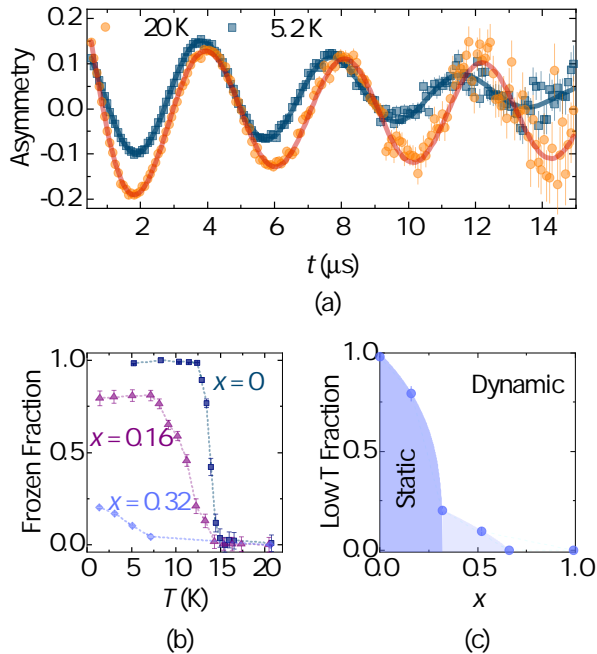 20K 5.2K
0.2
0.1
0.0
-0.1
-0.2
Asymmetry
2 4 6 8 10 12 14
t (μs)
(a)
1.0
0.5
0.0
Frozen Fraction
x=0
x=0.16
x=0.32
0 5 10 15 20
T (K)
(b)
1.0
0.5
0.0
Low T Fraction
Dynamic
Static
0.0 0.5 1.0
x
(c)